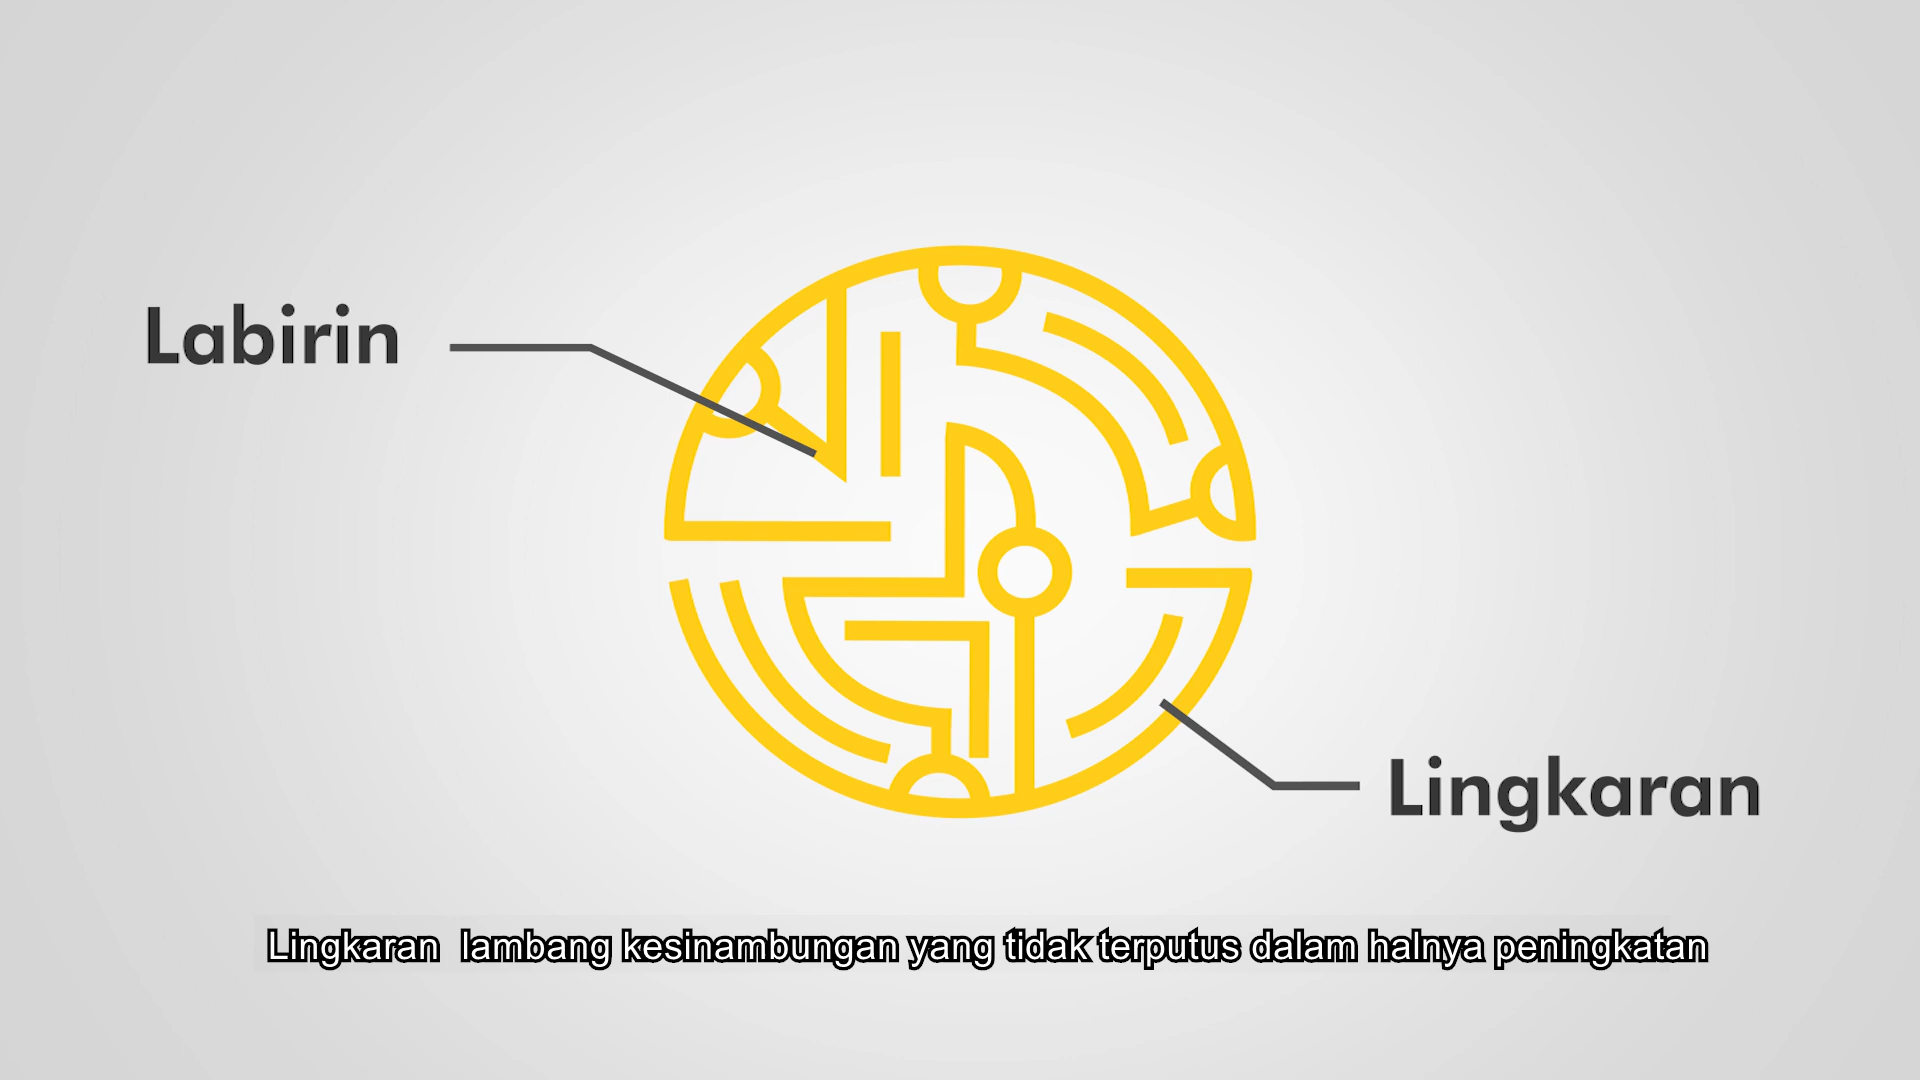 Labirin
Lingkaran
Lingkaran  lambang kesinambungan yang tidak terputus dalam halnya peningkatan